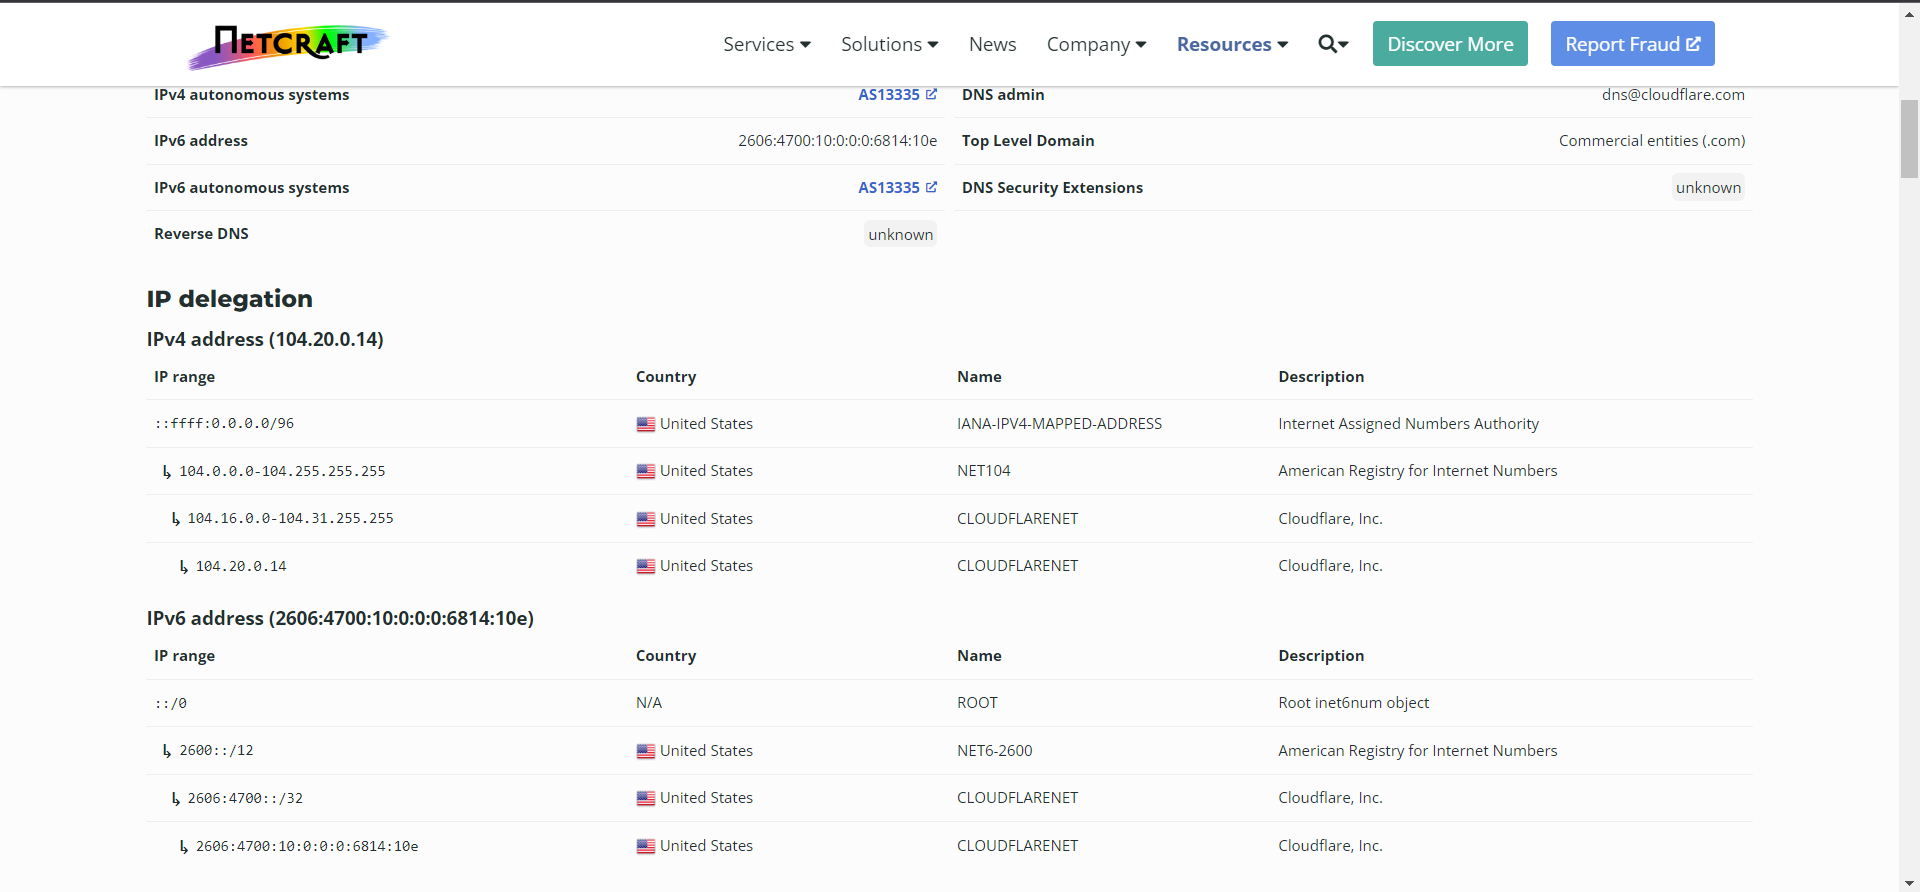 NETCRAFT
Services Solutions News Company Resources Discover More Report Fraud
IPv4 autonomous systems AS13335 DNS admin dns@cloudflare.com
IPv6 address 2606:4700:10:0:0:0:6814:10e Top Level Domain Commercial entities (.com)
IPv6 autonomous systems AS13335 DNS Security Extensions unknown
Reverse DNS unknown
IP delegation
IPv4 address (104.20.0.14)
IP range Country Name Description
::ffff:0.0.0.0/96 United States IANA-IPV4-MAPPED-ADDRESS Internet Assigned Numbers Authority
↳ 104.0.0.0-104.255.255.255 United States NET104 American Registry for Internet Numbers
↳ 104.16.0.0-104.31.255.255 United States CLOUDFLARENET Cloudflare, Inc.
↳ 104.20.0.14 United States CLOUDFLARENET Cloudflare, Inc.
IPv6 address (2606:4700:10:0:0:0:6814:10e)
IP range Country Name Description
::/0 N/A ROOT Root inet6num object
↳ 2600::/12 United States NET6-2600 American Registry for Internet Numbers
↳ 2606:4700::/32 United States CLOUDFLARENET Cloudflare, Inc.
↳ 2606:4700:10:0:0:0:6814:10e United States CLOUDFLARENET Cloudflare, Inc.